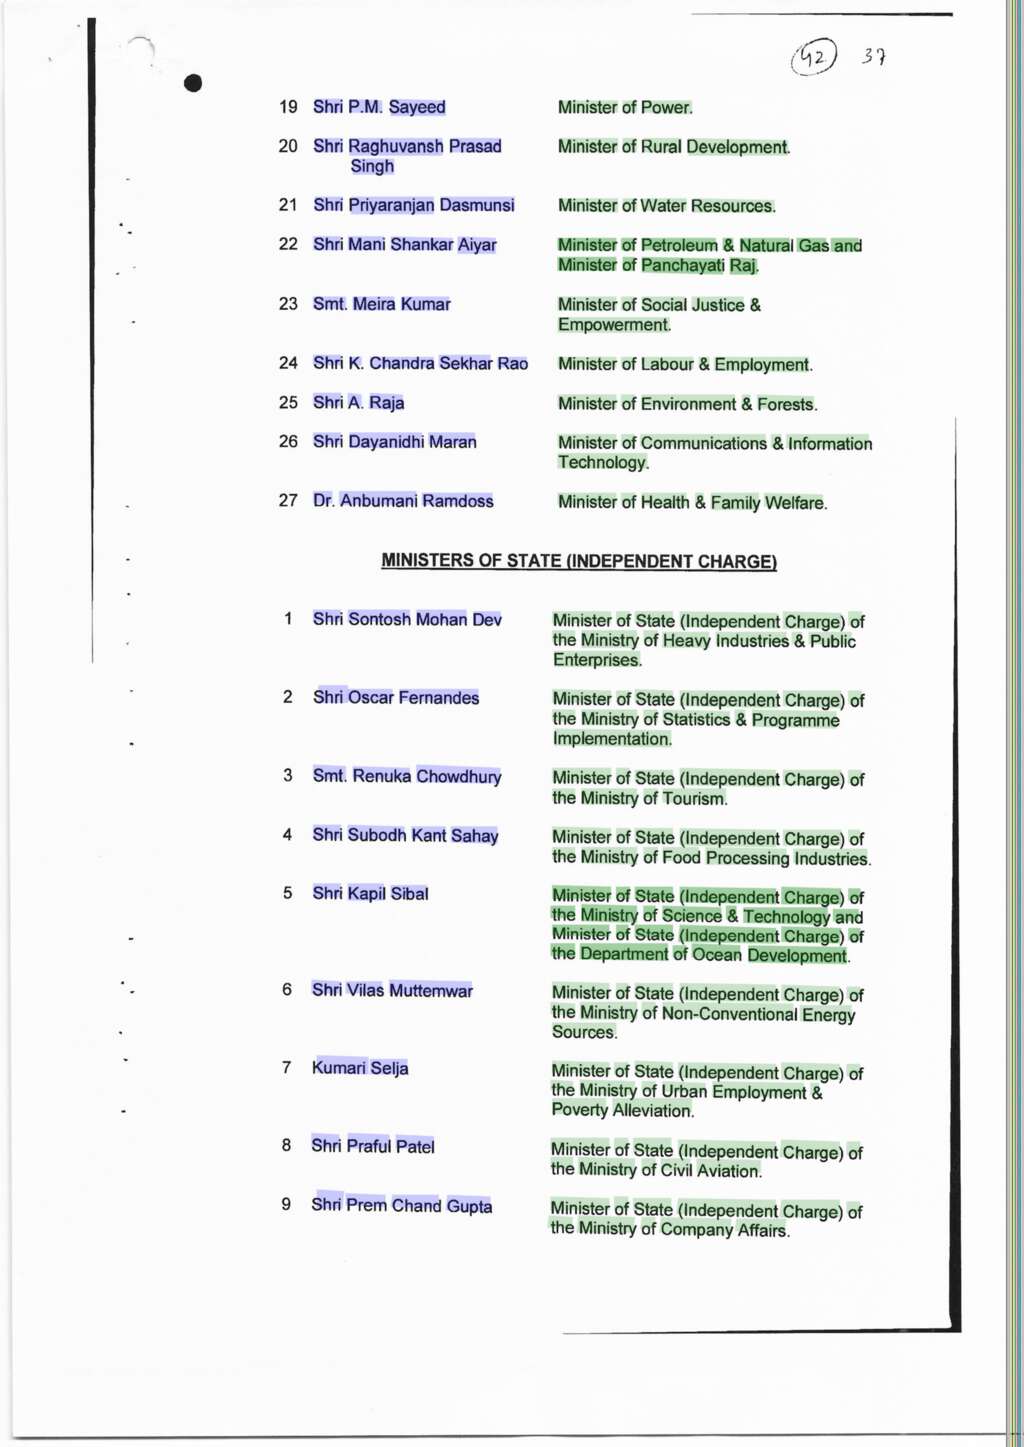 42 37
19 Shri P.M. Sayeed Minister of Power.
20 Shri Raghuvansh Prasad Minister of Rural Development.
Singh
21 Shri Priyaranjan Dasmunsi Minister of Water Resources.
22 Shri Mani Shankar Aiyar Minister of Petroleum & Natural Gas and
Minister of Panchayati Raj.
23 Smt. Meira Kumar Minister of Social Justice &
Empowerment.
24 Shri K. Chandra Sekhar Rao Minister of Labour & Employment.
25 Shri A. Raja Minister of Environment & Forests.
26 Shri Dayanidhi Maran Minister of Communications & Information
Technology.
27 Dr. Anbumani Ramdoss Minister of Health & Family Welfare.
MINISTERS OF STATE (INDEPENDENT CHARGE)
1 Shri Sontosh Mohan Dev Minister of State (Independent Charge) of
the Ministry of Heavy Industries & Public
Enterprises.
2 Shri Oscar Fernandes Minister of State (Independent Charge) of
the Ministry of Statistics & Programme
Implementation.
3 Smt. Renuka Chowdhury Minister of State (Independent Charge) of
the Ministry of Tourism.
4 Shri Subodh Kant Sahay Minister of State (Independent Charge) of
the Ministry of Food Processing Industries.
5 Shri Kapil Sibal Minister of State (Independent Charge) of
the Ministry of Science & Technology and
Minister of State (Independent Charge) of
the Department of Ocean Development.
6 Shri Vilas Muttemwar Minister of State (Independent Charge) of
the Ministry of Non-Conventional Energy
Sources.
7 Kumari Selja Minister of State (Independent Charge) of
the Ministry of Urban Employment &
Poverty Alleviation.
8 Shri Praful Patel Minister of State (Independent Charge) of
the Ministry of Civil Aviation.
9 Shri Prem Chand Gupta Minister of State (Independent Charge) of
the Ministry of Company Affairs.